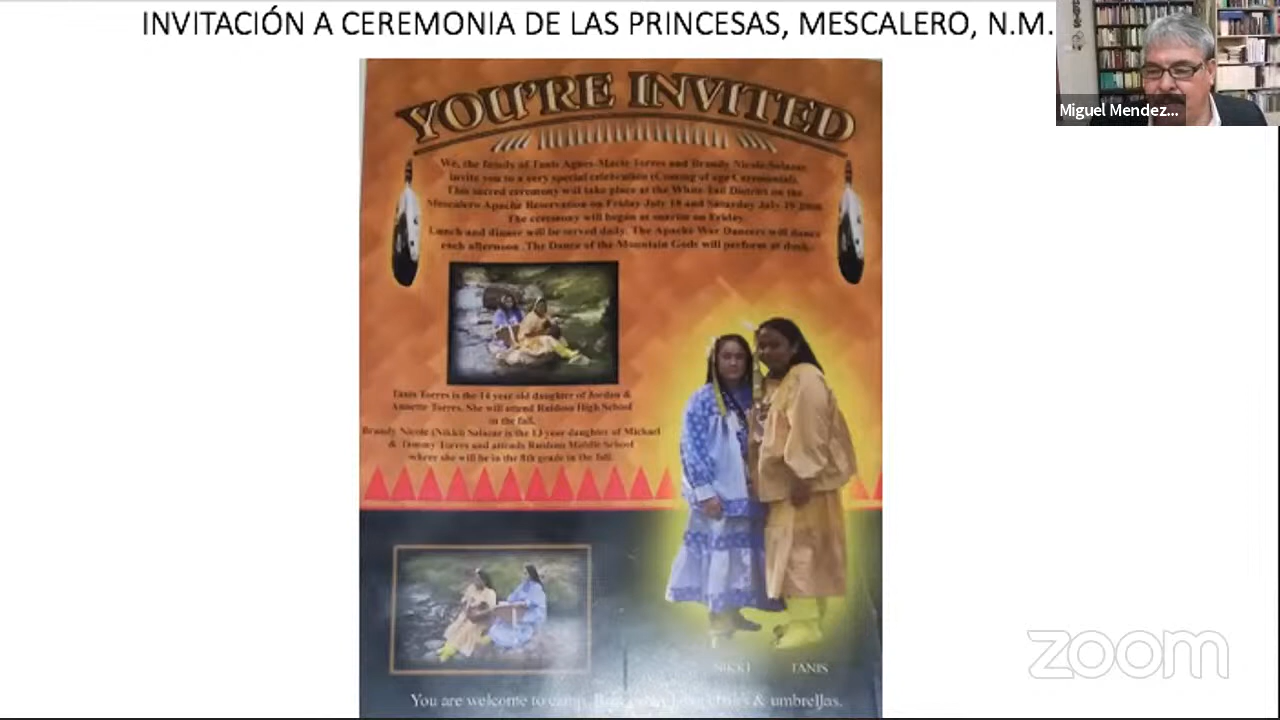 INVITACIÓN A CEREMONIA DE LAS PRINCESAS, MESCALERO, N.M.
Miguel Mendez...
YOU'RE INVITED
We, the family of Tanis Agnes-Marie Torres and Brandy Nicole Salazar
invite you to a very special celebration (Coming of age Ceremonial).
This sacred ceremony will take place at the White Tail District on the
Mescalero Apache Reservation on Friday July 18 and Saturday July 19
The ceremony will began at sunrise on Friday.
Lunch and dinner will be served daily. The Apache War Dancers will dance
each afternoon. The Dance of the Mountain Gods will perform at dusk.
Tanis Torres is the 14 year old daughter of Jordan &
Annette Torres. She will attend Ruidoso High School
in the fall.
Brandy Nicole (Nikki) Salazar is the 13 year daughter of Michael
& Tammy Torres and attends Ruidoso Middle School
where she will be in the 8th grade in the fall.
NIKKI TANIS
You are welcome to camp. & umbrellas.
zoom